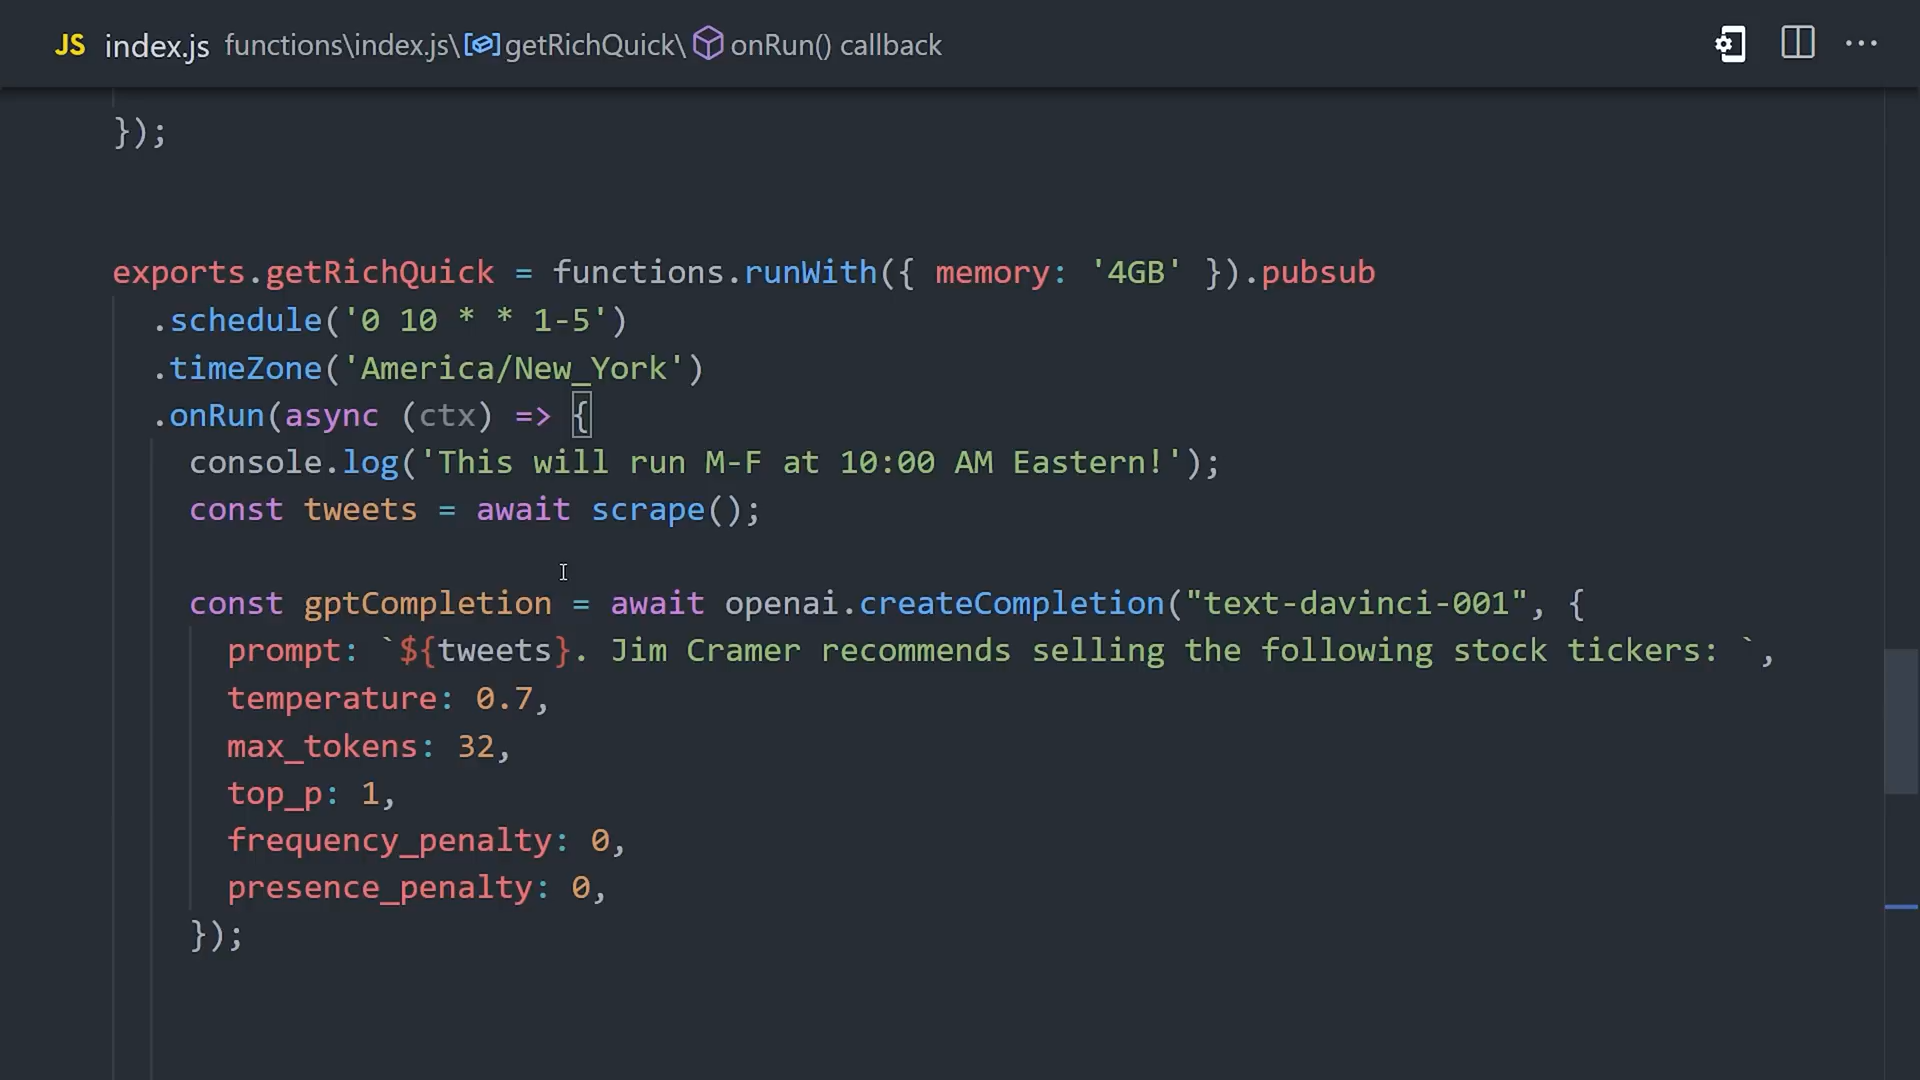 JS index.js functions\index.js\getRichQuick\onRun() callback
});
exports.getRichQuick = functions.runWith({ memory: '4GB' }).pubsub
.schedule('0 10 * * 1-5')
.timeZone('America/New_York')
.onRun(async (ctx) => {
console.log('This will run M-F at 10:00 AM Eastern!');
const tweets = await scrape();
const gptCompletion = await openai.createCompletion("text-davinci-001", {
prompt: `${tweets}. Jim Cramer recommends selling the following stock tickers: `,
temperature: 0.7,
max_tokens: 32,
top_p: 1,
frequency_penalty: 0,
presence_penalty: 0,
});